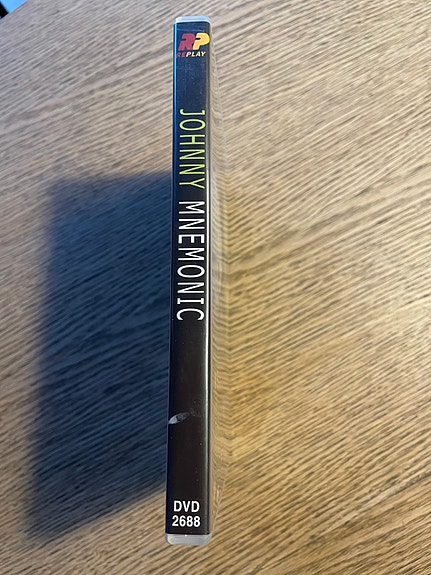 RP
REPLAY
JOHNNY MNEMONIC
DVD
2688